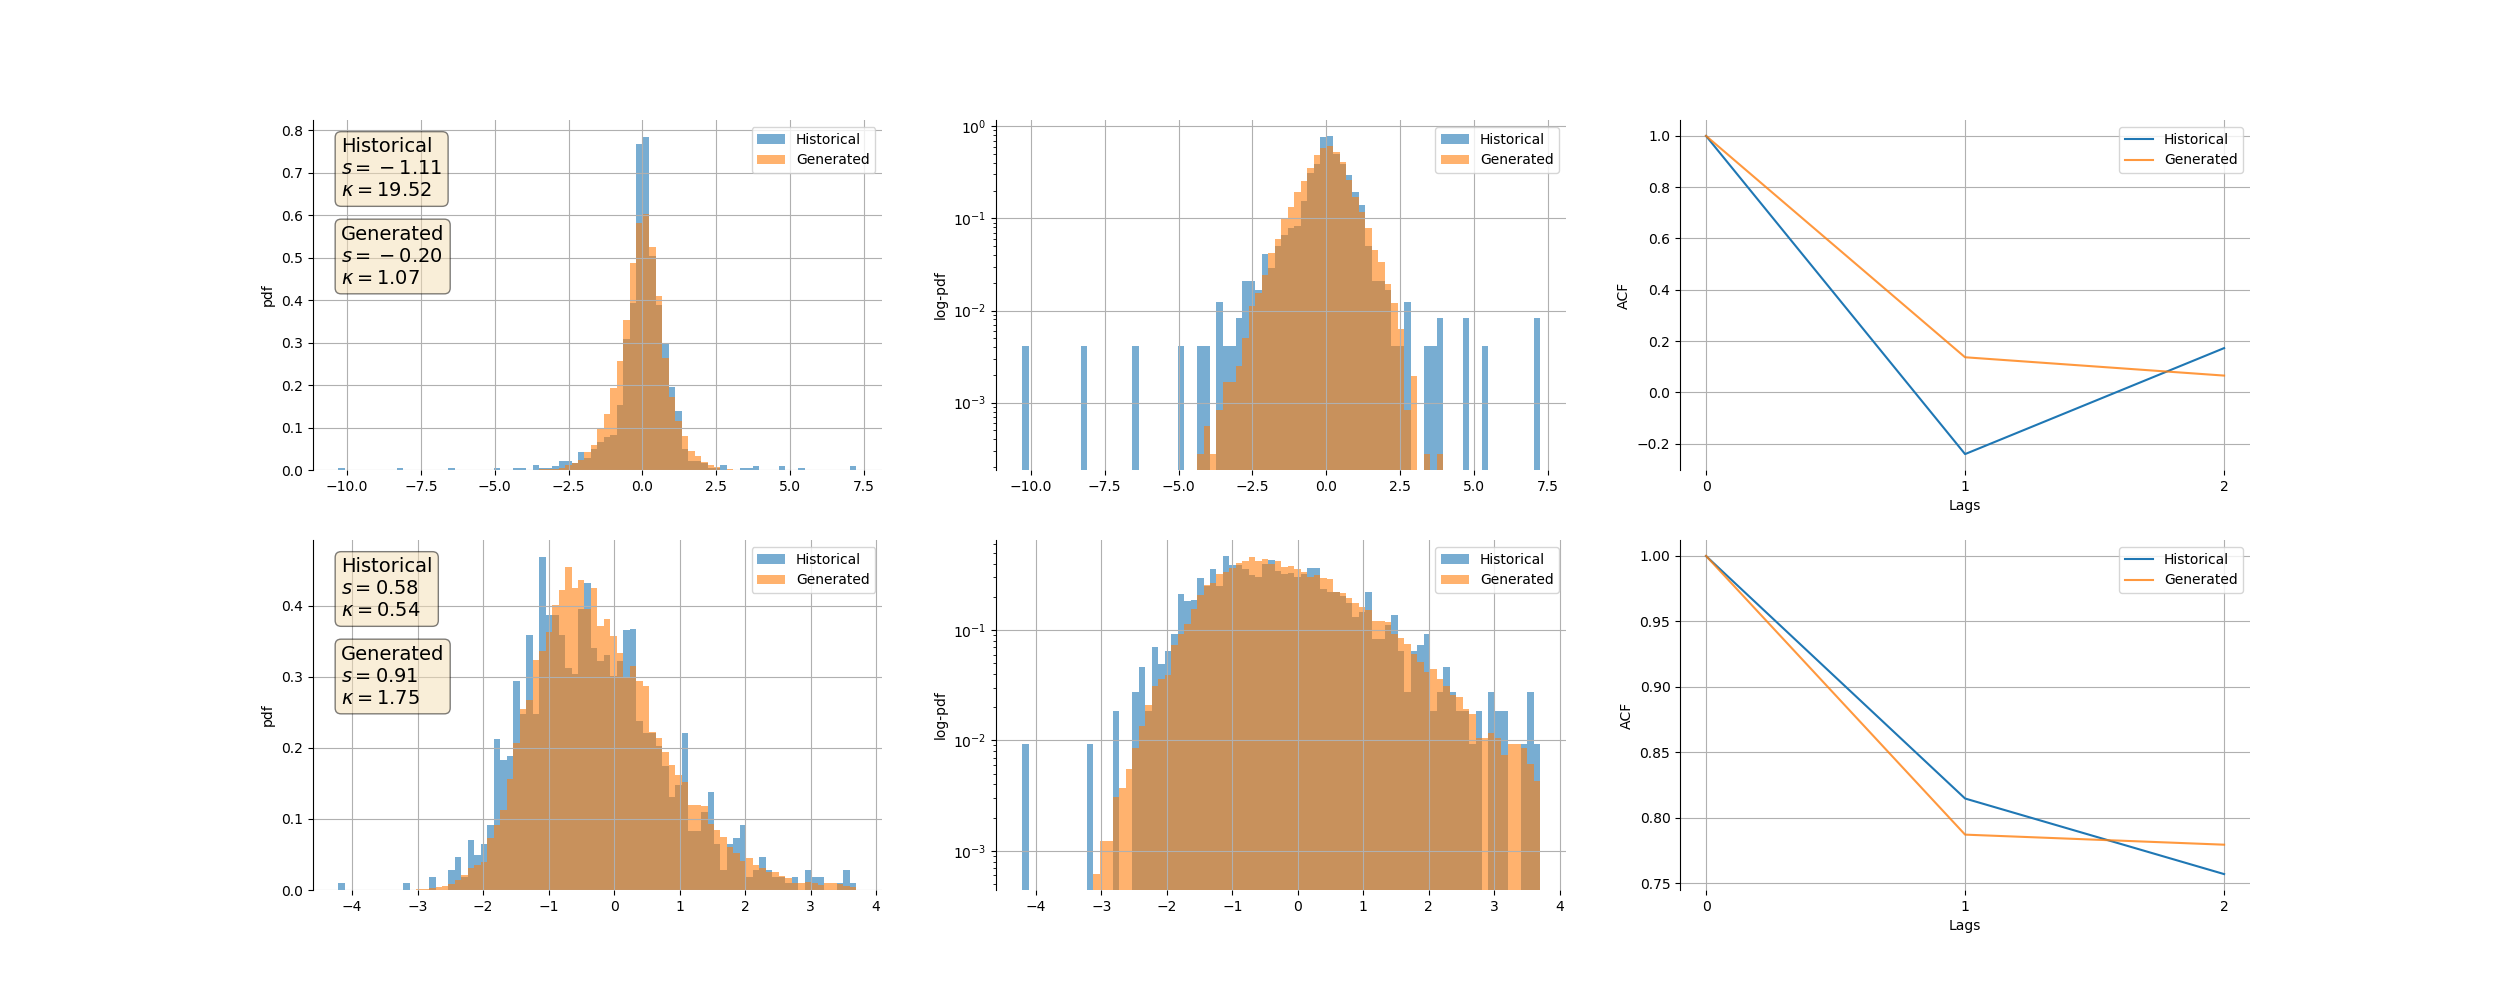 Historical
s = −1.11
κ = 19.52
Generated
s = −0.20
κ = 1.07
Historical
Generated
pdf
0.8
0.7
0.6
0.5
0.4
0.3
0.2
0.1
0.0
−10.0 −7.5 −5.0 −2.5 0.0 2.5 5.0 7.5
Historical
Generated
log-pdf
10⁰
10⁻¹
10⁻²
10⁻³
−10.0 −7.5 −5.0 −2.5 0.0 2.5 5.0 7.5
Historical
Generated
ACF
1.0
0.8
0.6
0.4
0.2
0.0
−0.2
0 1 2
Lags
Historical
s = 0.58
κ = 0.54
Generated
s = 0.91
κ = 1.75
Historical
Generated
pdf
0.4
0.3
0.2
0.1
0.0
−4 −3 −2 −1 0 1 2 3 4
Historical
Generated
log-pdf
10⁻¹
10⁻²
10⁻³
−4 −3 −2 −1 0 1 2 3 4
Historical
Generated
ACF
1.00
0.95
0.90
0.85
0.80
0.75
0 1 2
Lags